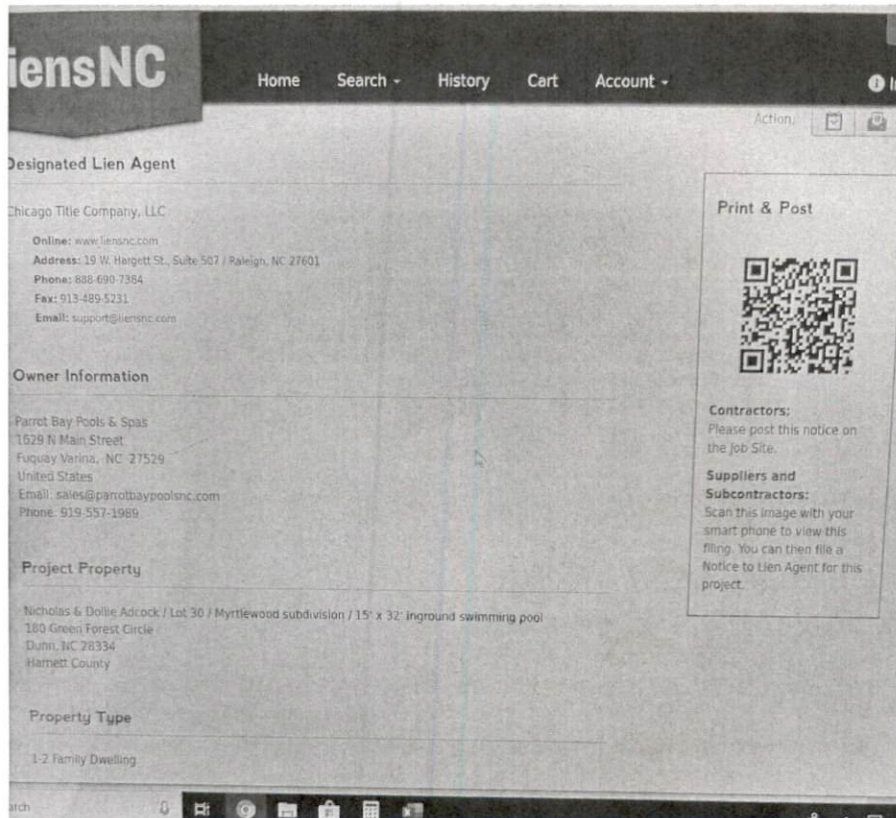 iensNC
Home Search History Cart Account
Action:
Designated Lien Agent
Chicago Title Company, LLC
Online: www.liensnc.com
Address: 19 W. Hargett St., Suite 507 / Raleigh, NC 27601
Phone: 888-690-7384
Fax: 913-489-5231
Email: support@liensnc.com
Owner Information
Parrot Bay Pools & Spas
1629 N Main Street
Fuquay Varina, NC 27529
United States
Email: sales@parrotbaypoolsnc.com
Phone: 919-557-1989
Project Property
Nicholas & Dollie Adcock / Lot 30 / Myrtlewood subdivision / 15' x 32' inground swimming pool
180 Green Forest Circle
Dunn, NC 28334
Harnett County
Property Type
1-2 Family Dwelling
Print & Post
Contractors:
Please post this notice on
the Job Site.
Suppliers and
Subcontractors:
Scan this image with your
smart phone to view this
filing. You can then file a
Notice to Lien Agent for this
project.
arch